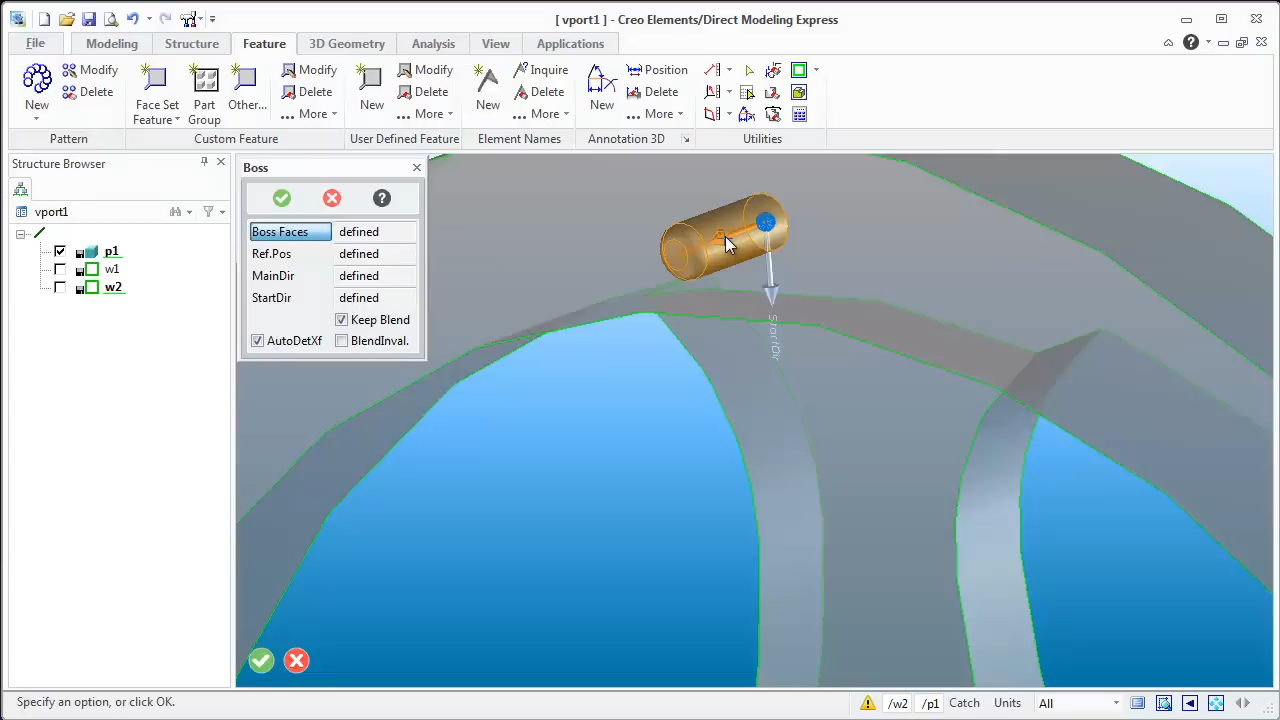 [ vport1 ] - Creo Elements/Direct Modeling Express
File Modeling Structure Feature 3D Geometry Analysis View Applications
New Modify Delete Pattern
Face Set Feature Part Group Other... Modify Delete More Custom Feature
New Modify Delete More User Defined Feature
New Inquire Delete More Element Names
New Position Delete More Annotation 3D
Utilities
Structure Browser
vport1
p1
w1
w2
Boss
Boss Faces defined
Ref.Pos defined
MainDir defined
StartDir defined
Keep Blend
AutoDetXf BlendInval.
StartDir
Specify an option, or click OK.
/w2 /p1 Catch Units All